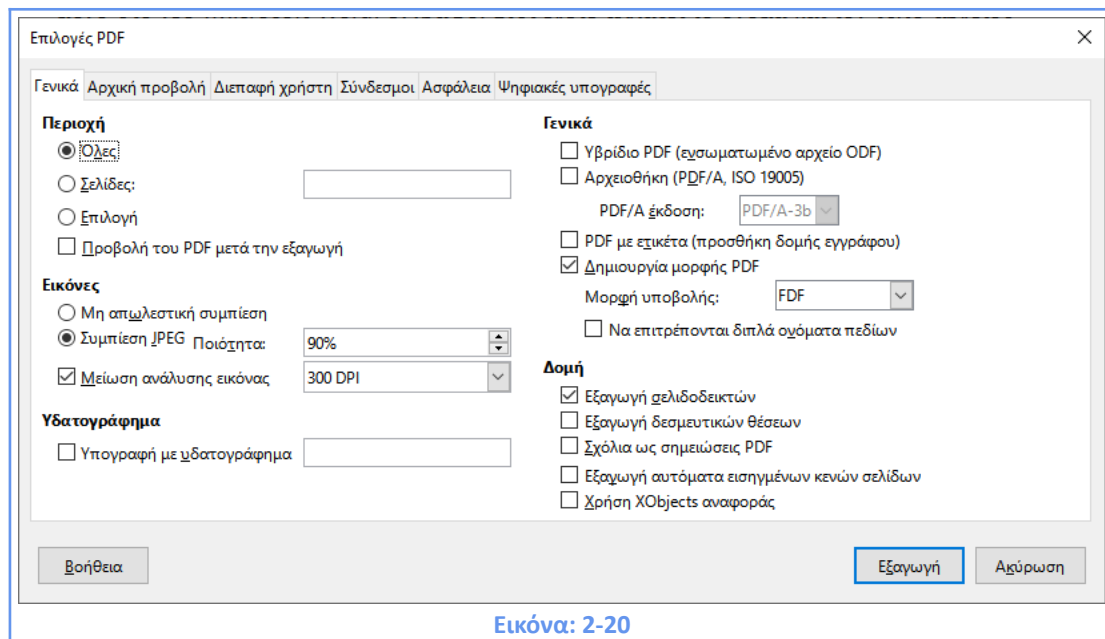 Επιλογές PDF
Γενικά Αρχική προβολή Διεπαφή χρήστη Σύνδεσμοι Ασφάλεια Ψηφιακές υπογραφές
Περιοχή
Όλες
Σελίδες:
Επιλογή
Προβολή του PDF μετά την εξαγωγή
Εικόνες
Μη απωλεστική συμπίεση
Συμπίεση JPEG Ποιότητα: 90%
Μείωση ανάλυσης εικόνας 300 DPI
Υδατογράφημα
Υπογραφή με υδατογράφημα
Γενικά
Υβρίδιο PDF (ενσωματωμένο αρχείο ODF)
Αρχειοθήκη (PDF/A, ISO 19005)
PDF/A έκδοση: PDF/A-3b
PDF με ετικέτα (προσθήκη δομής εγγράφου)
Δημιουργία μορφής PDF
Μορφή υποβολής: FDF
Να επιτρέπονται διπλά ονόματα πεδίων
Δομή
Εξαγωγή σελιδοδεικτών
Εξαγωγή δεσμευτικών θέσεων
Σχόλια ως σημειώσεις PDF
Εξαγωγή αυτόματα εισηγμένων κενών σελίδων
Χρήση XObjects αναφοράς
Βοήθεια Εξαγωγή Ακύρωση
Εικόνα: 2-20